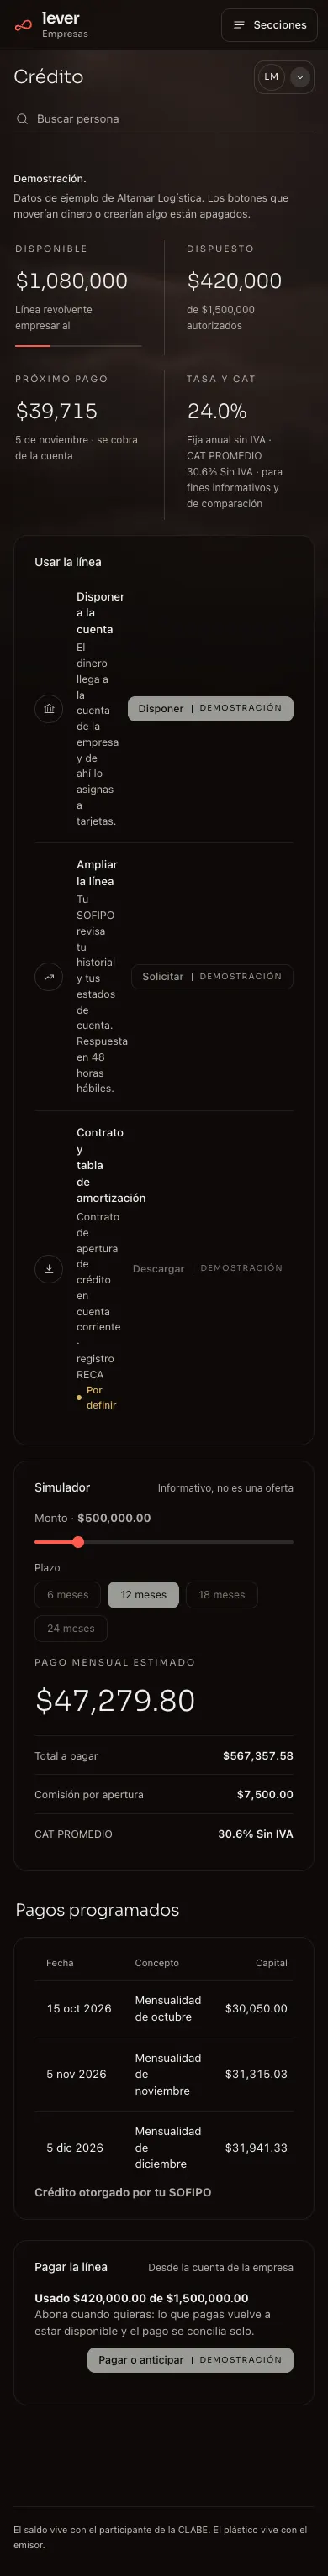 lever
Empresas
Secciones
Crédito
LM
Buscar persona
Demostración.
Datos de ejemplo de Altamar Logística. Los botones que
moverían dinero o crearían algo están apagados.
DISPONIBLE
$1,080,000
Línea revolvente
empresarial
DISPUESTO
$420,000
de $1,500,000
autorizados
PRÓXIMO PAGO
$39,715
5 de noviembre · se cobra
de la cuenta
TASA Y CAT
24.0%
Fija anual sin IVA ·
CAT PROMEDIO
30.6% Sin IVA · para
fines informativos y
de comparación
Usar la línea
Disponer
a la
cuenta
El
dinero
llega a
la
cuenta
de la
empresa
y de
ahí lo
asignas
a
tarjetas.
Disponer | DEMOSTRACIÓN
Ampliar
la línea
Tu
SOFIPO
revisa
tu
historial
y tus
estados
de
cuenta.
Respuesta
en 48
horas
hábiles.
Solicitar | DEMOSTRACIÓN
Contrato
y
tabla
de
amortización
Contrato
de
apertura
de
crédito
en
cuenta
corriente
·
registro
RECA
Por
definir
Descargar | DEMOSTRACIÓN
Simulador
Informativo, no es una oferta
Monto · $500,000.00
Plazo
6 meses
12 meses
18 meses
24 meses
PAGO MENSUAL ESTIMADO
$47,279.80
Total a pagar $567,357.58
Comisión por apertura $7,500.00
CAT PROMEDIO 30.6% Sin IVA
Pagos programados
Fecha Concepto Capital
15 oct 2026 Mensualidad de octubre $30,050.00
5 nov 2026 Mensualidad de noviembre $31,315.03
5 dic 2026 Mensualidad de diciembre $31,941.33
Crédito otorgado por tu SOFIPO
Pagar la línea
Desde la cuenta de la empresa
Usado $420,000.00 de $1,500,000.00
Abona cuando quieras: lo que pagas vuelve a
estar disponible y el pago se concilia solo.
Pagar o anticipar | DEMOSTRACIÓN
El saldo vive con el participante de la CLABE. El plástico vive con el
emisor.